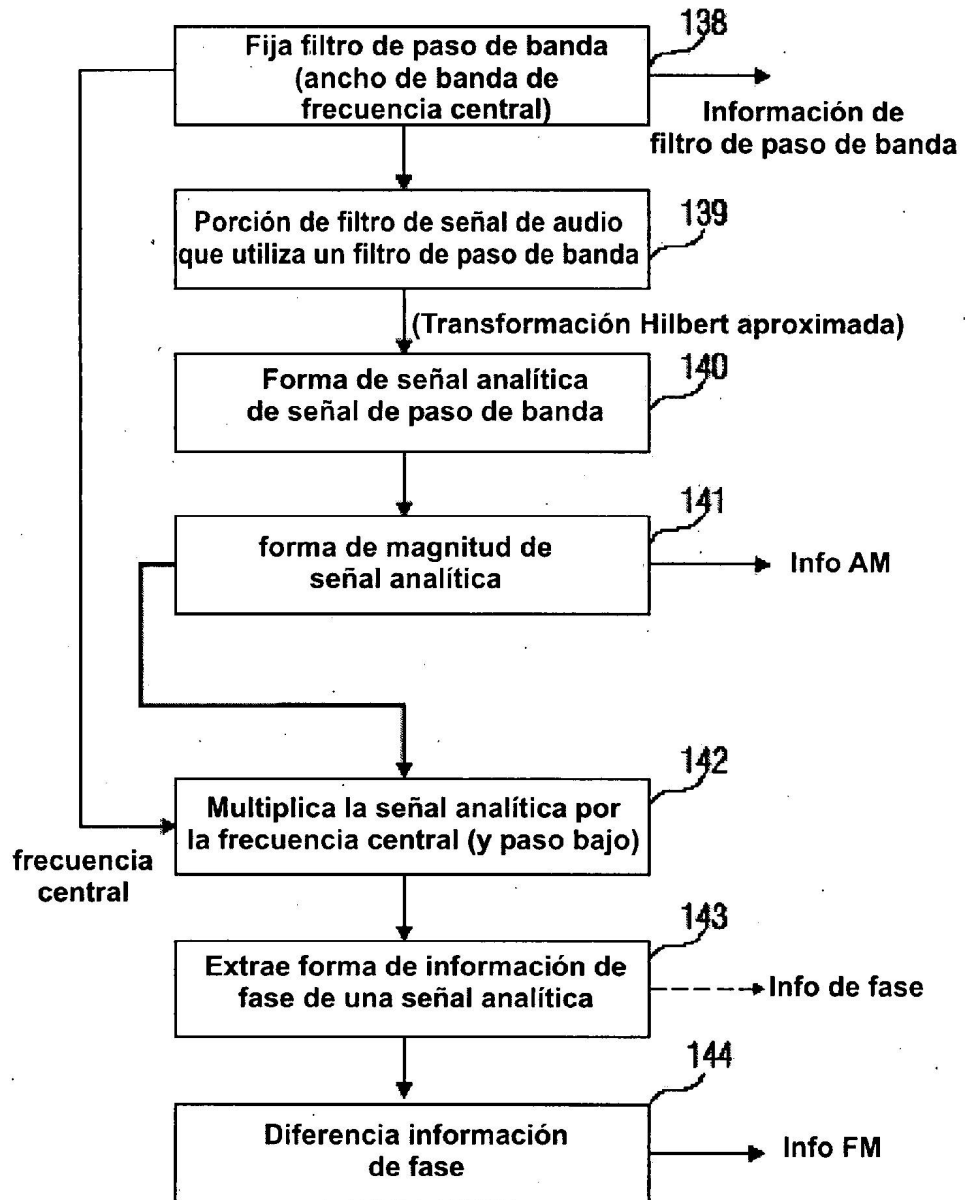 138
Fija filtro de paso de banda
(ancho de banda de
frecuencia central)
Información de
filtro de paso de banda
139
Porción de filtro de señal de audio
que utiliza un filtro de paso de banda
(Transformación Hilbert aproximada)
140
Forma de señal analítica
de señal de paso de banda
141
forma de magnitud de
señal analítica
Info AM
142
Multiplica la señal analítica por
la frecuencia central (y paso bajo)
frecuencia
central
143
Extrae forma de información de
fase de una señal analítica
Info de fase
144
Diferencia información
de fase
Info FM